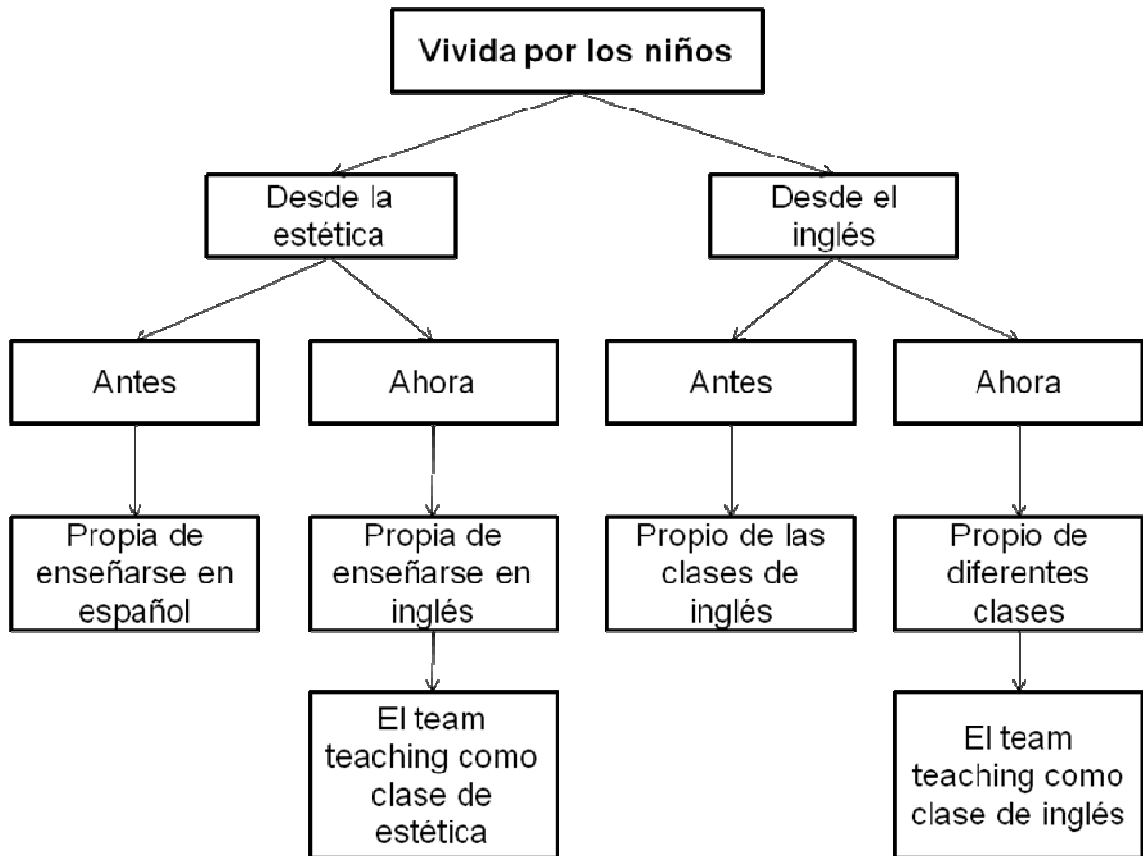 Vivida por los niños
Desde la
estética
Desde el
inglés
Antes
Ahora
Antes
Ahora
Propia de
enseñarse en
español
Propia de
enseñarse en
inglés
Propio de las
clases de
inglés
Propio de
diferentes
clases
El team
teaching como
clase de
estética
El team
teaching como
clase de inglés